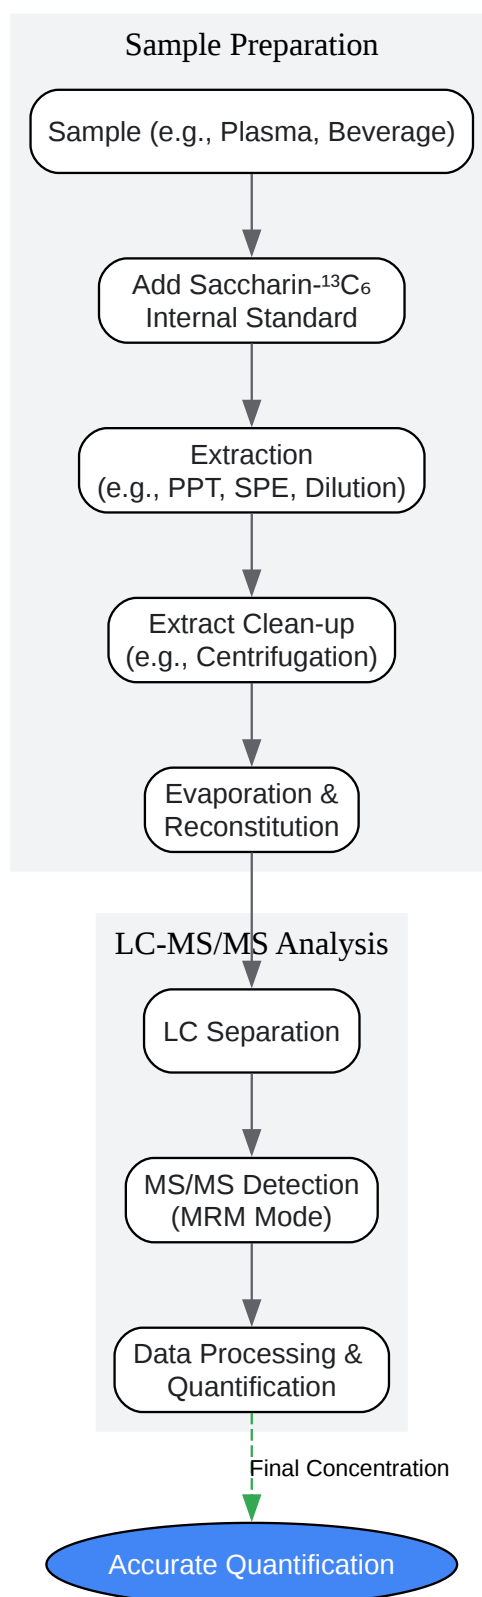 Sample Preparation
Sample (e.g., Plasma, Beverage)
Add Saccharin-¹³C₆
Internal Standard
Extraction
(e.g., PPT, SPE, Dilution)
Extract Clean-up
(e.g., Centrifugation)
Evaporation &
Reconstitution
LC-MS/MS Analysis
LC Separation
MS/MS Detection
(MRM Mode)
Data Processing &
Quantification
Final Concentration
Accurate Quantification